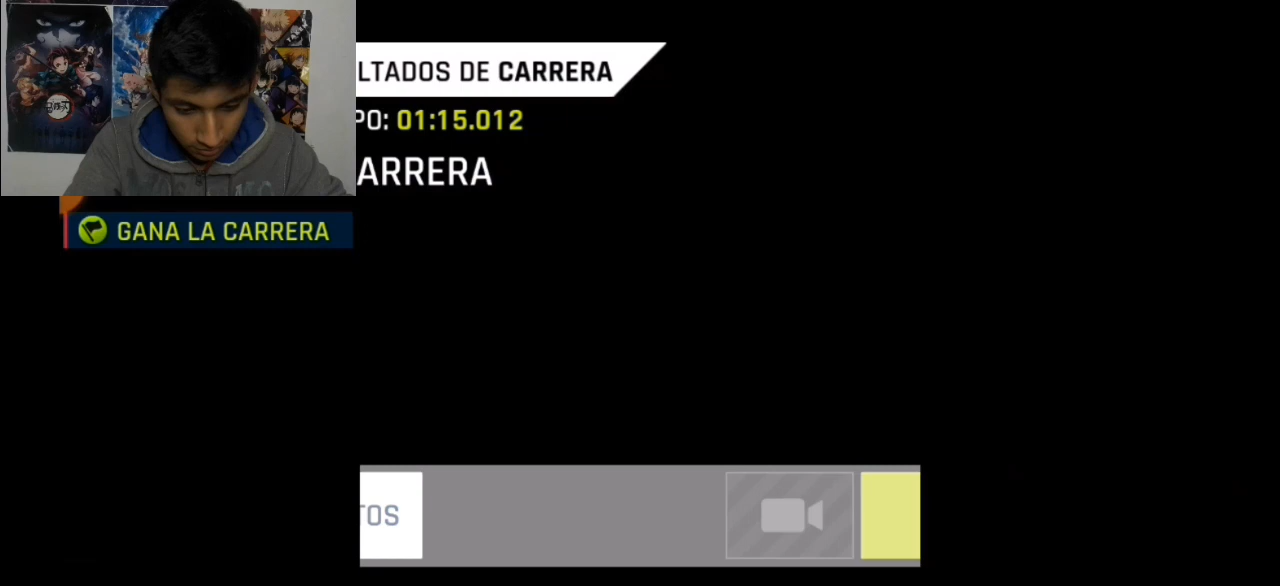 LTADOS DE CARRERA
PO: 01:15.012
ARRERA
GANA LA CARRERA
TOS